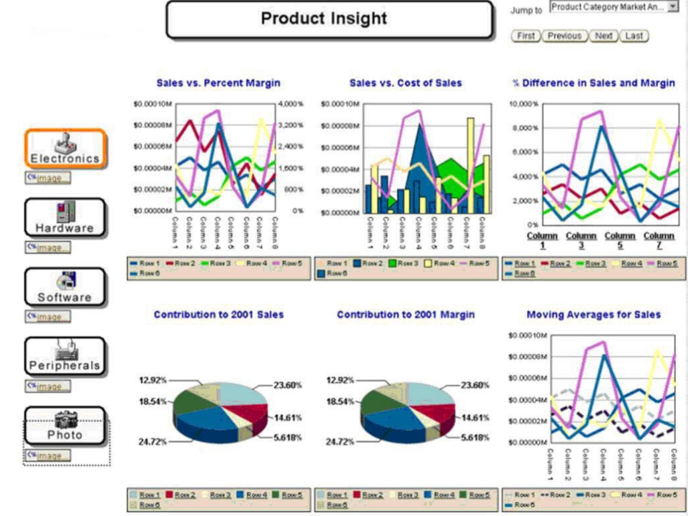 Product Insight
Jump to
Product Category Market An...
First Previous Next Last
Electronics
image...
Hardware
image...
Software
image...
Peripherals
image...
Photo
image...
Sales vs. Percent Margin
$0.00010M
$0.00008M
$0.00006M
$0.00004M
$0.00002M
$0.00000M
4,000%
3,200%
2,400%
1,600%
800%
0%
Column 1
Column 2
Column 3
Column 4
Column 5
Column 6
Column 7
Column 8
Row 1 Row 2 Row 3 Row 4 Row 5
Row 6
Sales vs. Cost of Sales
$0.00010M
$0.00008M
$0.00006M
$0.00004M
$0.00002M
$0.00000M
Column 1
Column 2
Column 3
Column 4
Column 5
Column 6
Column 7
Column 8
Row 1 Row 2 Row 3 Row 4 Row 5
Row 6
% Difference in Sales and Margin
10,000%
8,000%
6,000%
4,000%
2,000%
0%
Column 1
Column 3
Column 5
Column 7
Row 1 Row 2 Row 3 Row 4 Row 5
Row 6
Contribution to 2001 Sales
12.92%
18.54%
24.72%
23.60%
14.61%
5.618%
Row 1 Row 2 Row 3 Row 4 Row 5
Row 6
Contribution to 2001 Margin
12.92%
18.54%
24.72%
23.60%
14.61%
5.618%
Row 1 Row 2 Row 3 Row 4 Row 5
Row 6
Moving Averages for Sales
$0.00010M
$0.00008M
$0.00006M
$0.00004M
$0.00002M
$0.00000M
Column 1
Column 2
Column 3
Column 4
Column 5
Column 6
Column 7
Column 8
Row 1 Row 2 Row 3 Row 4 Row 5
Row 6